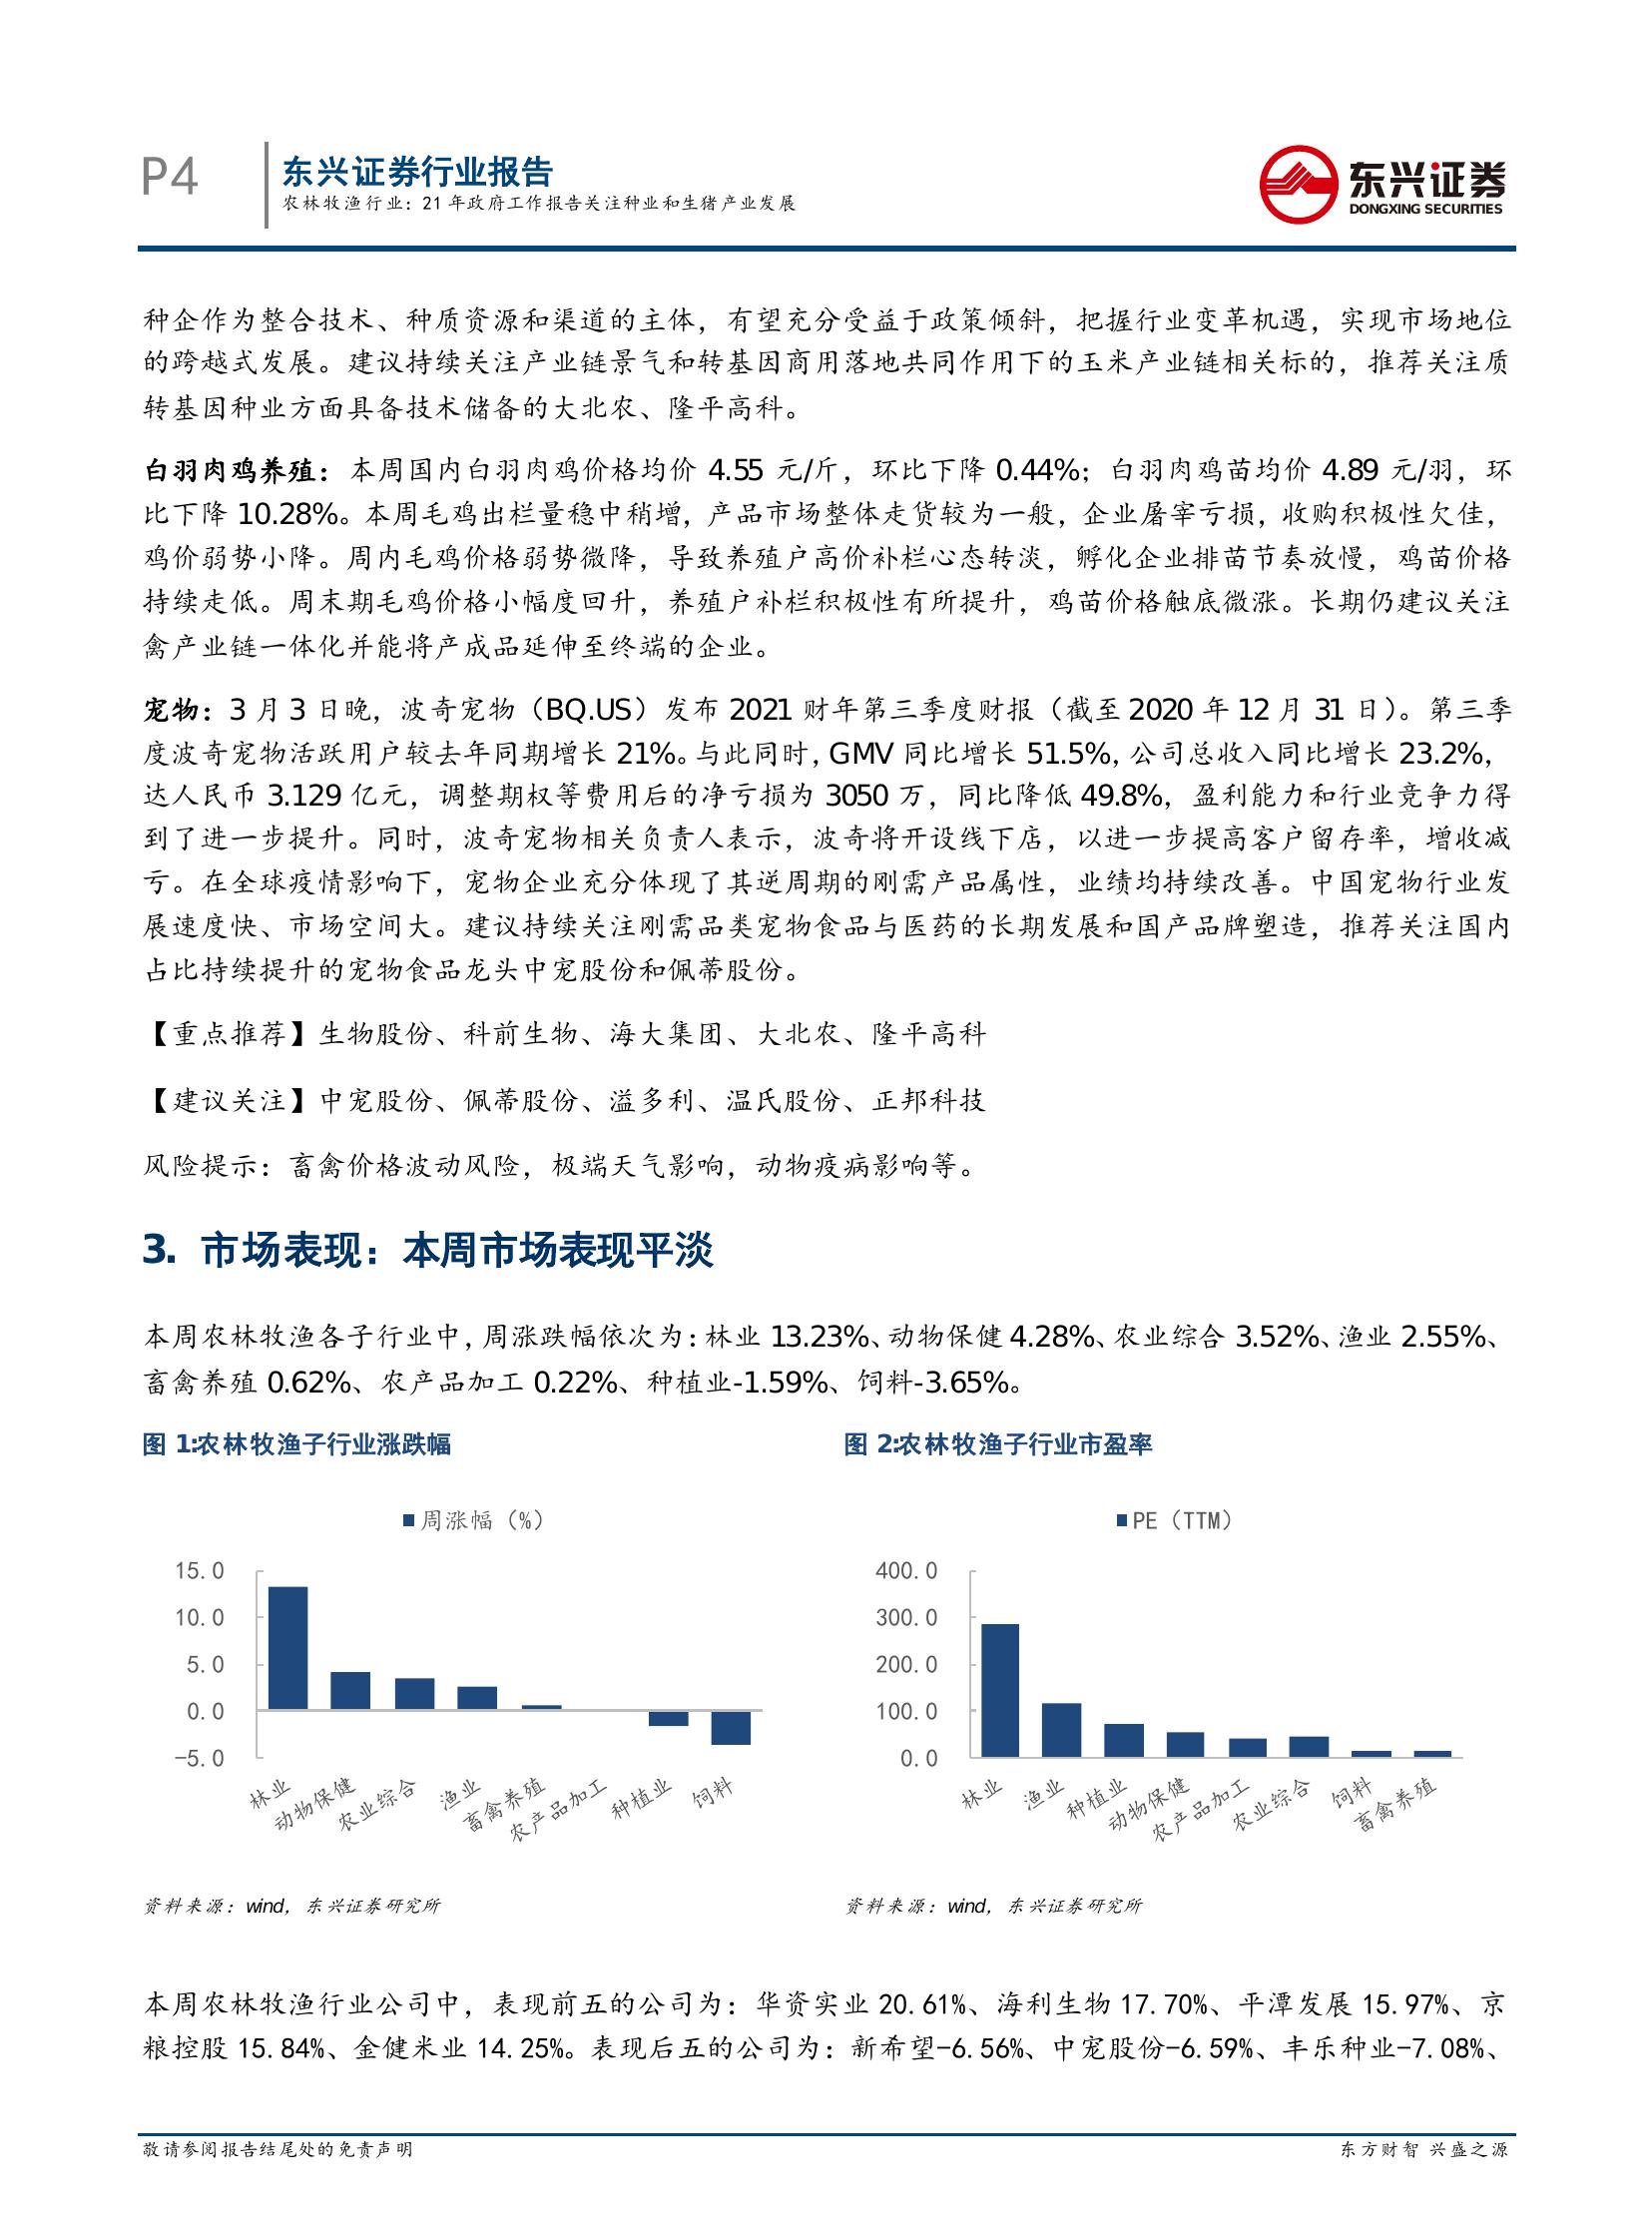 P4
东兴证券行业报告
农林牧渔行业：21 年政府工作报告关注种业和生猪产业发展
东兴证券
DONGXING SECURITIES
种企作为整合技术、种质资源和渠道的主体，有望充分受益于政策倾斜，把握行业变革机遇，实现市场地位
的跨越式发展。建议持续关注产业链景气和转基因商用落地共同作用下的玉米产业链相关标的，推荐关注质
转基因种业方面具备技术储备的大北农、隆平高科。
白羽肉鸡养殖：本周国内白羽肉鸡价格均价 4.55 元/斤，环比下降 0.44%；白羽肉鸡苗均价 4.89 元/羽，环
比下降 10.28%。本周毛鸡出栏量稳中稍增，产品市场整体走货较为一般，企业屠宰亏损，收购积极性欠佳，
鸡价弱势小降。周内毛鸡价格弱势微降，导致养殖户高价补栏心态转淡，孵化企业排苗节奏放慢，鸡苗价格
持续走低。周末期毛鸡价格小幅度回升，养殖户补栏积极性有所提升，鸡苗价格触底微涨。长期仍建议关注
禽产业链一体化并能将产成品延伸至终端的企业。
宠物：3 月 3 日晚，波奇宠物（BQ.US）发布 2021 财年第三季度财报（截至 2020 年 12 月 31 日）。第三季
度波奇宠物活跃用户较去年同期增长 21%。与此同时，GMV 同比增长 51.5%，公司总收入同比增长 23.2%，
达人民币 3.129 亿元，调整期权等费用后的净亏损为 3050 万，同比降低 49.8%，盈利能力和行业竞争力得
到了进一步提升。同时，波奇宠物相关负责人表示，波奇将开设线下店，以进一步提高客户留存率，增收减
亏。在全球疫情影响下，宠物企业充分体现了其逆周期的刚需产品属性，业绩均持续改善。中国宠物行业发
展速度快、市场空间大。建议持续关注刚需品类宠物食品与医药的长期发展和国产品牌塑造，推荐关注国内
占比持续提升的宠物食品龙头中宠股份和佩蒂股份。
【重点推荐】生物股份、科前生物、海大集团、大北农、隆平高科
【建议关注】中宠股份、佩蒂股份、溢多利、温氏股份、正邦科技
风险提示：畜禽价格波动风险，极端天气影响，动物疫病影响等。
3. 市场表现：本周市场表现平淡
本周农林牧渔各子行业中，周涨跌幅依次为：林业 13.23%、动物保健 4.28%、农业综合 3.52%、渔业 2.55%、
畜禽养殖 0.62%、农产品加工 0.22%、种植业-1.59%、饲料-3.65%。
图 1:农林牧渔子行业涨跌幅
周涨幅（%）
15.0
10.0
5.0
0.0
-5.0
林业
动物保健
农业综合
渔业
畜禽养殖
农产品加工
种植业
饲料
资料来源：wind，东兴证券研究所
图 2:农林牧渔子行业市盈率
PE（TTM）
400.0
300.0
200.0
100.0
0.0
林业
渔业
种植业
动物保健
农产品加工
农业综合
饲料
畜禽养殖
资料来源：wind，东兴证券研究所
本周农林牧渔行业公司中，表现前五的公司为：华资实业 20.61%、海利生物 17.70%、平潭发展 15.97%、京
粮控股 15.84%、金健米业 14.25%。表现后五的公司为：新希望-6.56%、中宠股份-6.59%、丰乐种业-7.08%、
敬请参阅报告结尾处的免责声明
东方财智 兴盛之源